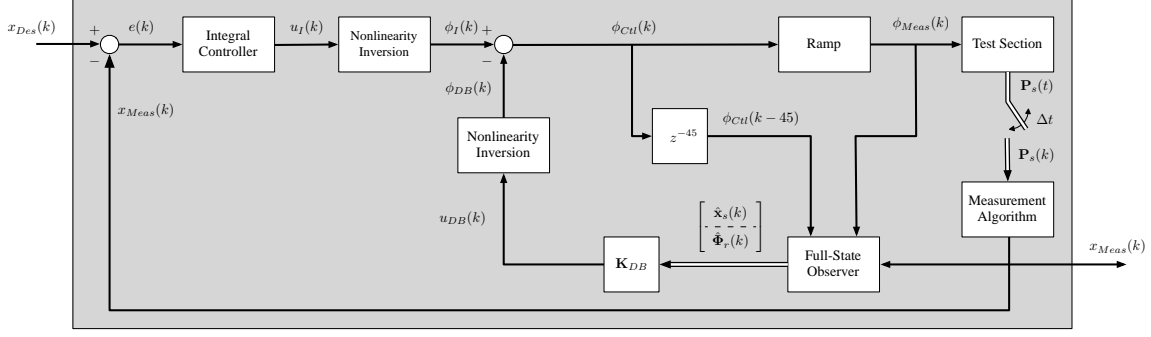 x_{Des}(k)
+
−
e(k)
Integral
Controller
u_I(k)
Nonlinearity
Inversion
ϕ_I(k)
+
−
ϕ_{Ctl}(k)
Ramp
ϕ_{Meas}(k)
Test Section
P_s(t)
Δt
P_s(k)
x_{Meas}(k)
ϕ_{DB}(k)
Nonlinearity
Inversion
z^{−45}
ϕ_{Ctl}(k − 45)
Measurement
Algorithm
u_{DB}(k)
x̂_s(k)
Φ̂_r(k)
K_{DB}
Full-State
Observer
x_{Meas}(k)